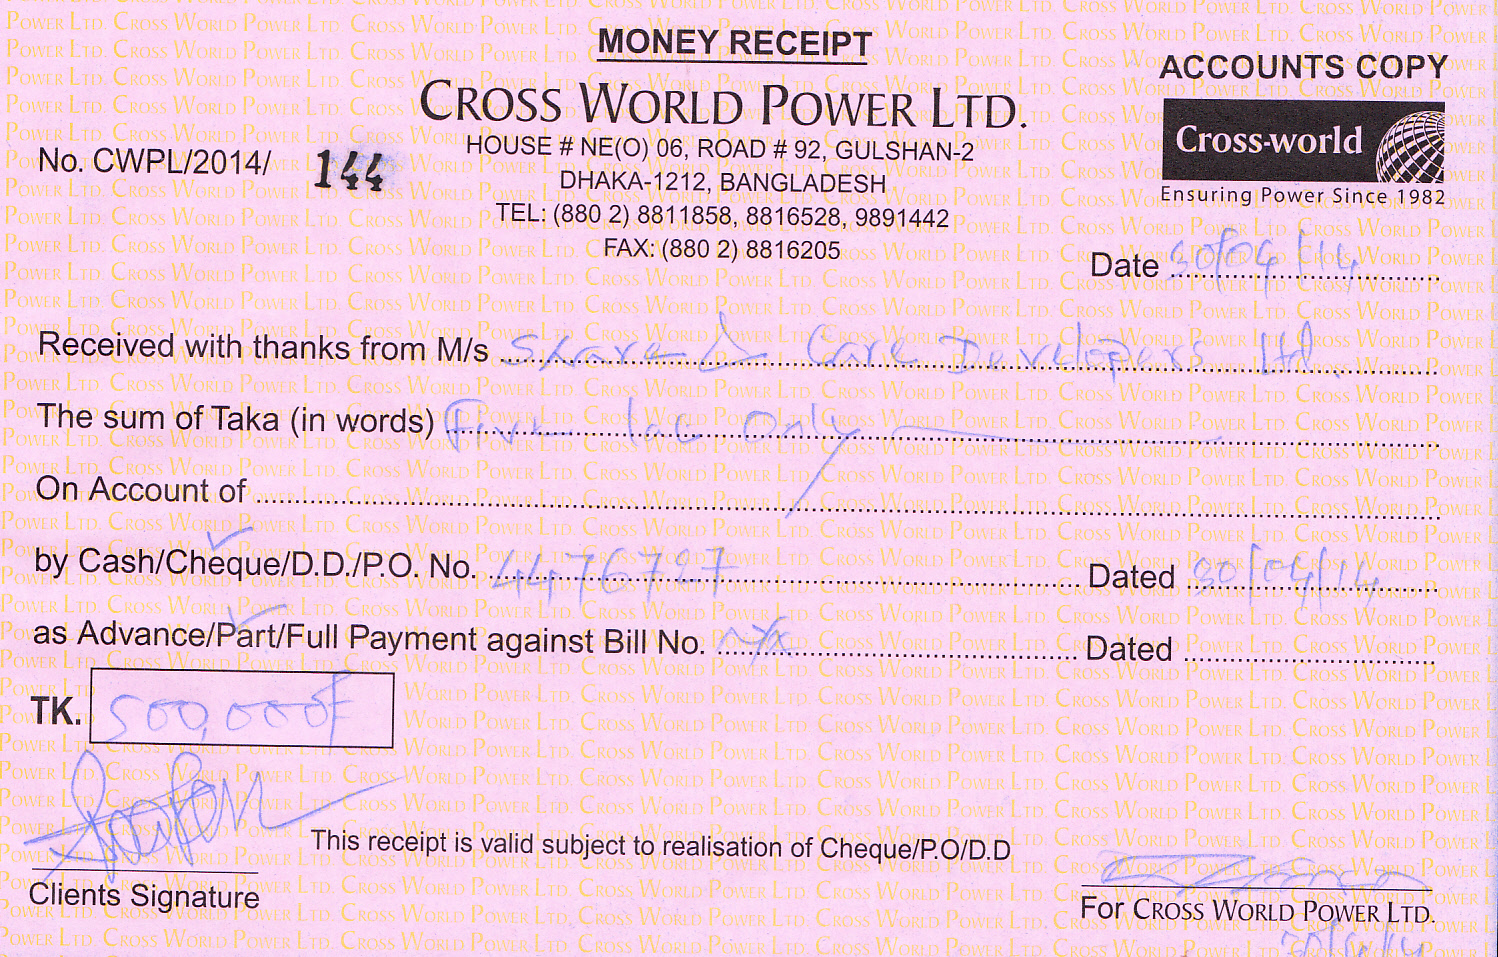 MONEY RECEIPT
ACCOUNTS COPY
CROSS WORLD POWER LTD.
Cross-world
Ensuring Power Since 1982
No. CWPL/2014/ 144
HOUSE # NE(O) 06, ROAD # 92, GULSHAN-2
DHAKA-1212, BANGLADESH
TEL: (880 2) 8811858, 8816528, 9891442
FAX: (880 2) 8816205
Date 30/04/14
Received with thanks from M/s Share & Care Developers Ltd.
The sum of Taka (in words) Five lac Only
On Account of
by Cash/Cheque/D.D./P.O. No. 4476727 Dated 30/04/14
as Advance/Part/Full Payment against Bill No. N/A Dated
TK. 500,000/=
This receipt is valid subject to realisation of Cheque/P.O/D.D
Clients Signature
For CROSS WORLD POWER LTD.
30/4/14